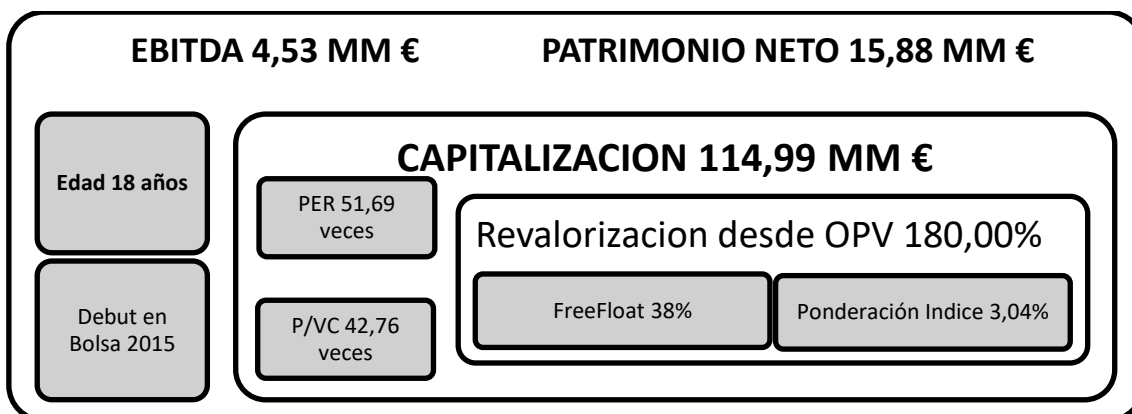 EBITDA 4,53 MM €
PATRIMONIO NETO 15,88 MM €
Edad 18 años
Debut en
Bolsa 2015
CAPITALIZACION 114,99 MM €
PER 51,69
veces
P/VC 42,76
veces
Revalorizacion desde OPV 180,00%
FreeFloat 38%
Ponderación Indice 3,04%